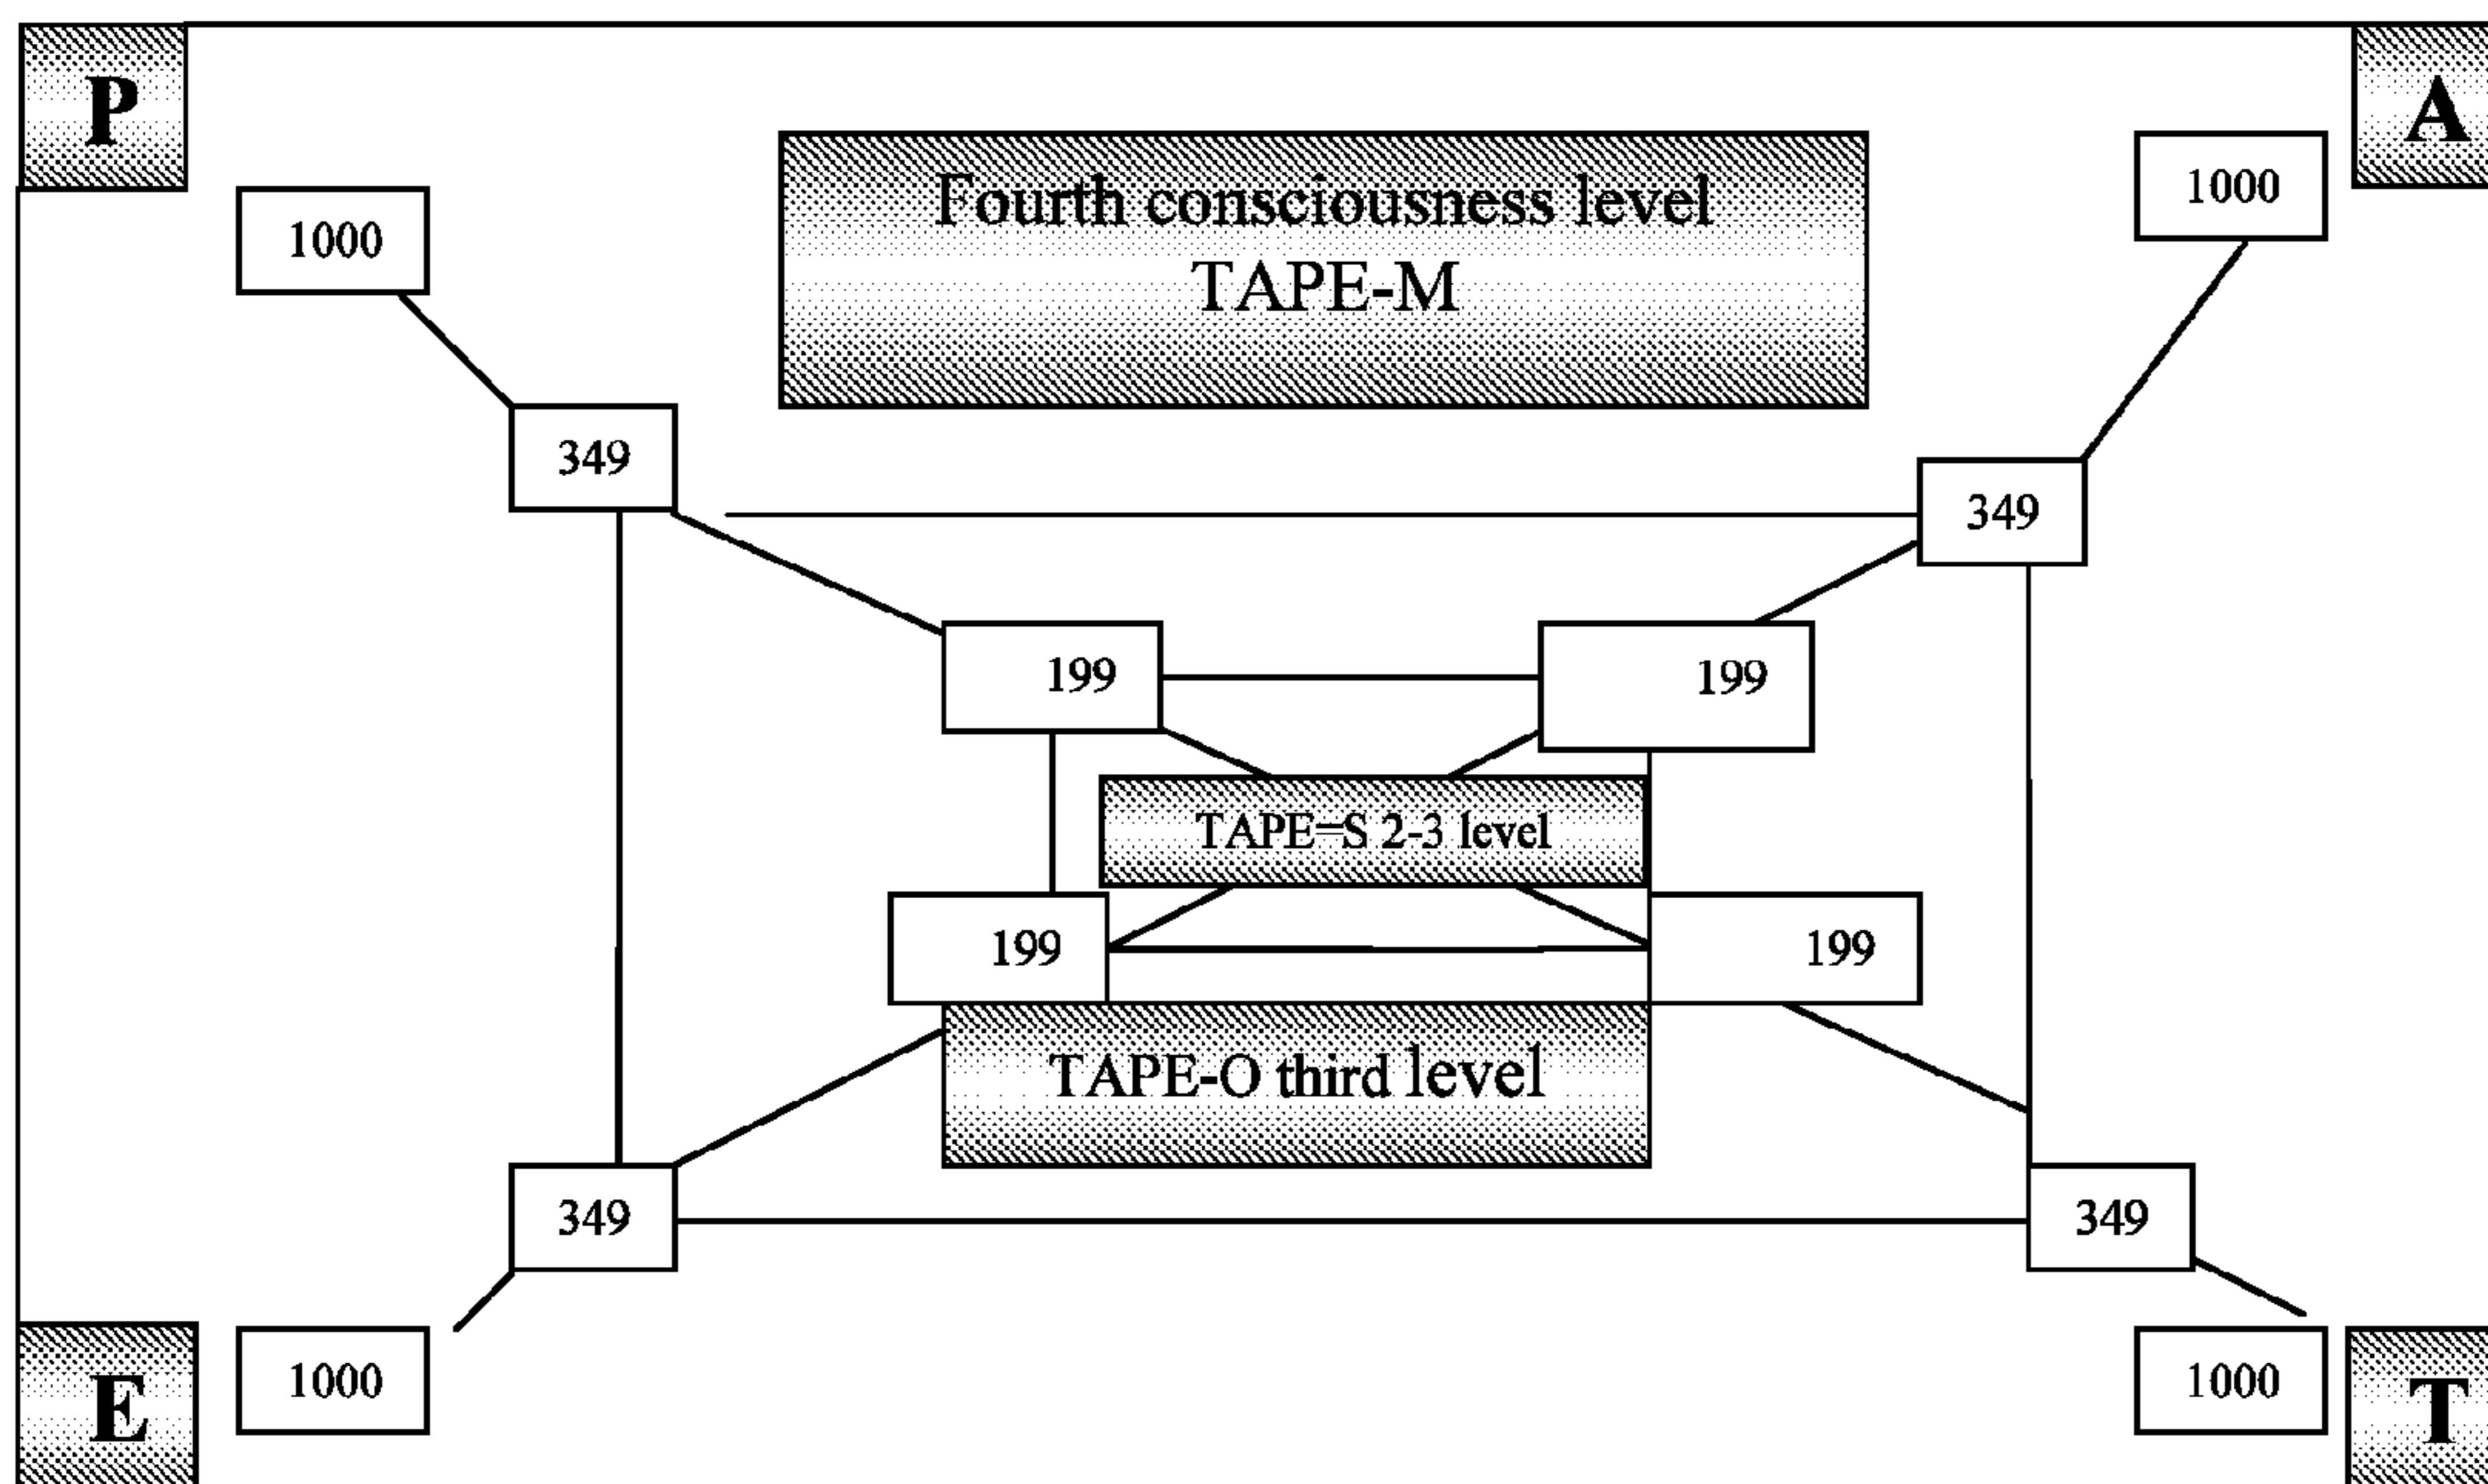 P
A
1000
Fourth consciousness level
TAPE-M
1000
349
349
199
199
TAPE=S 2-3 level
199
199
TAPE-O third level
349
349
1000
1000
E
T